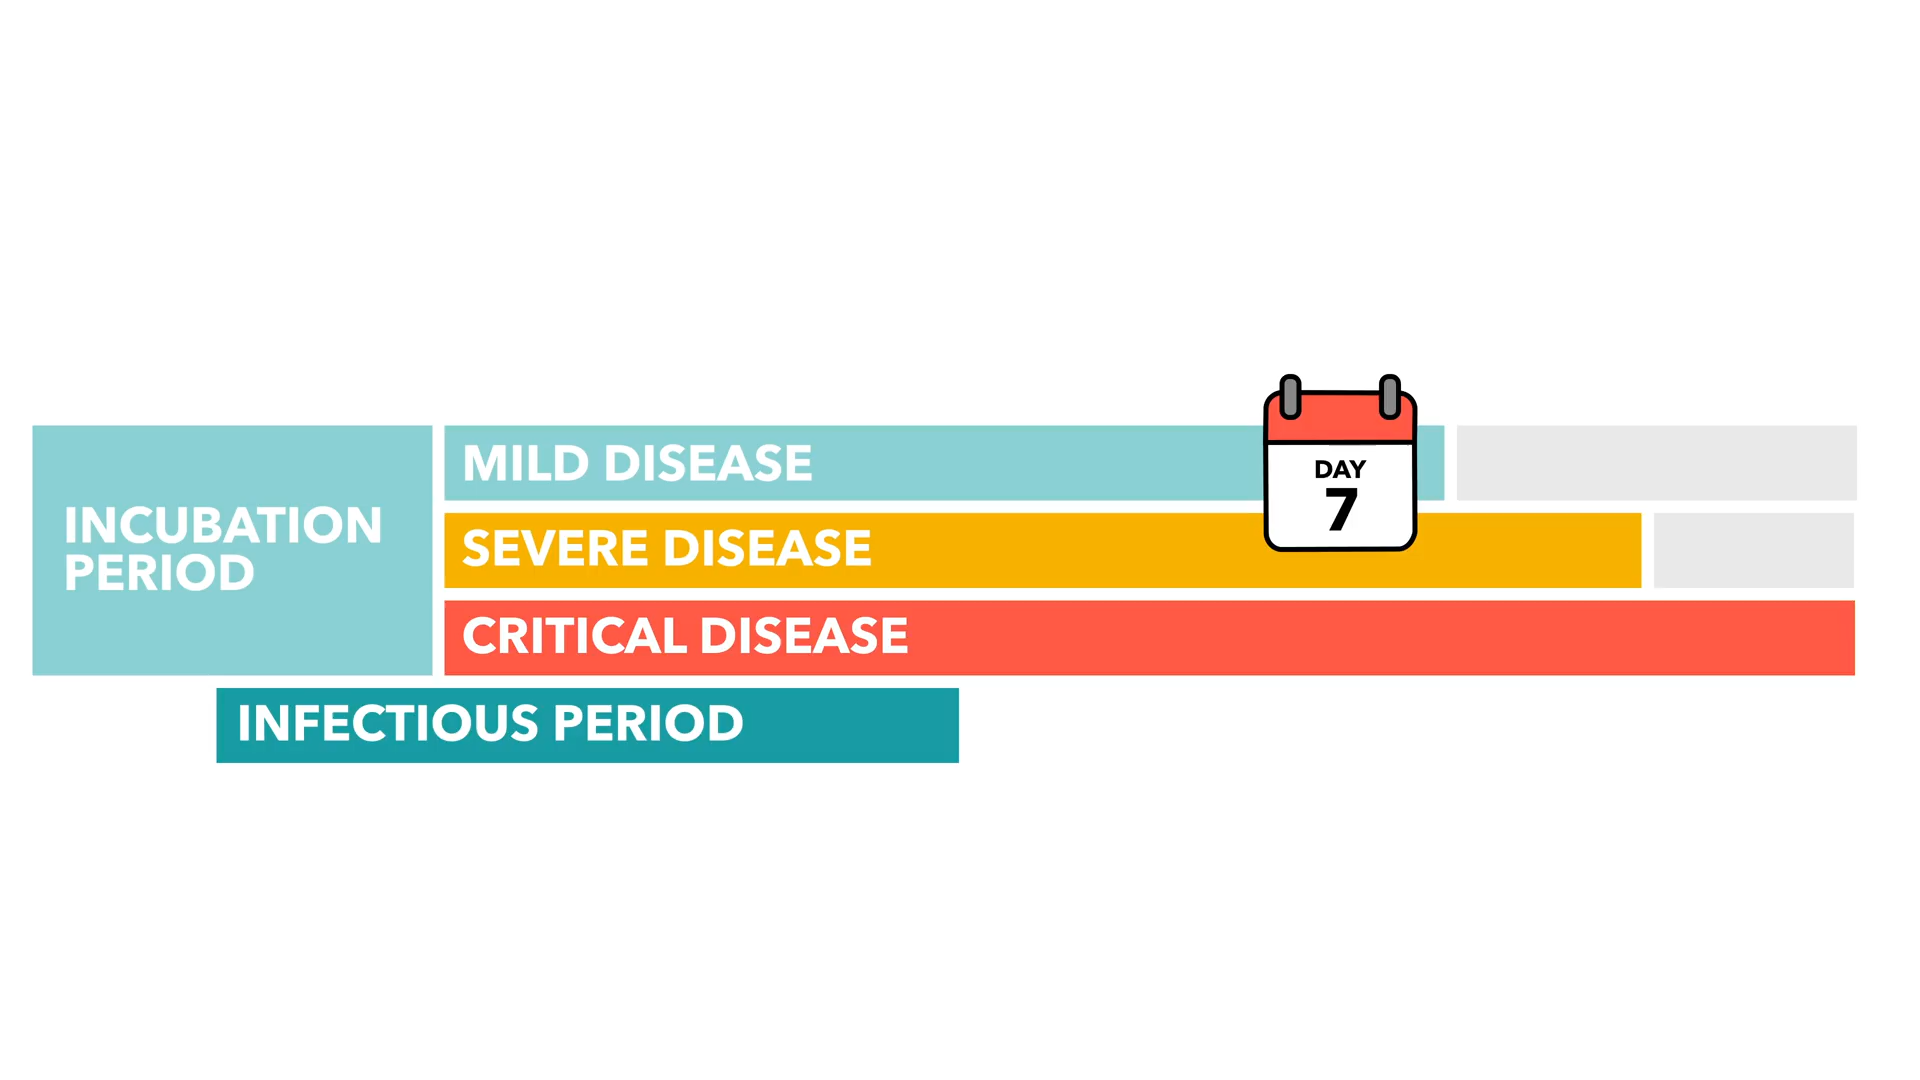 INCUBATION
PERIOD
MILD DISEASE
SEVERE DISEASE
CRITICAL DISEASE
INFECTIOUS PERIOD
DAY
7